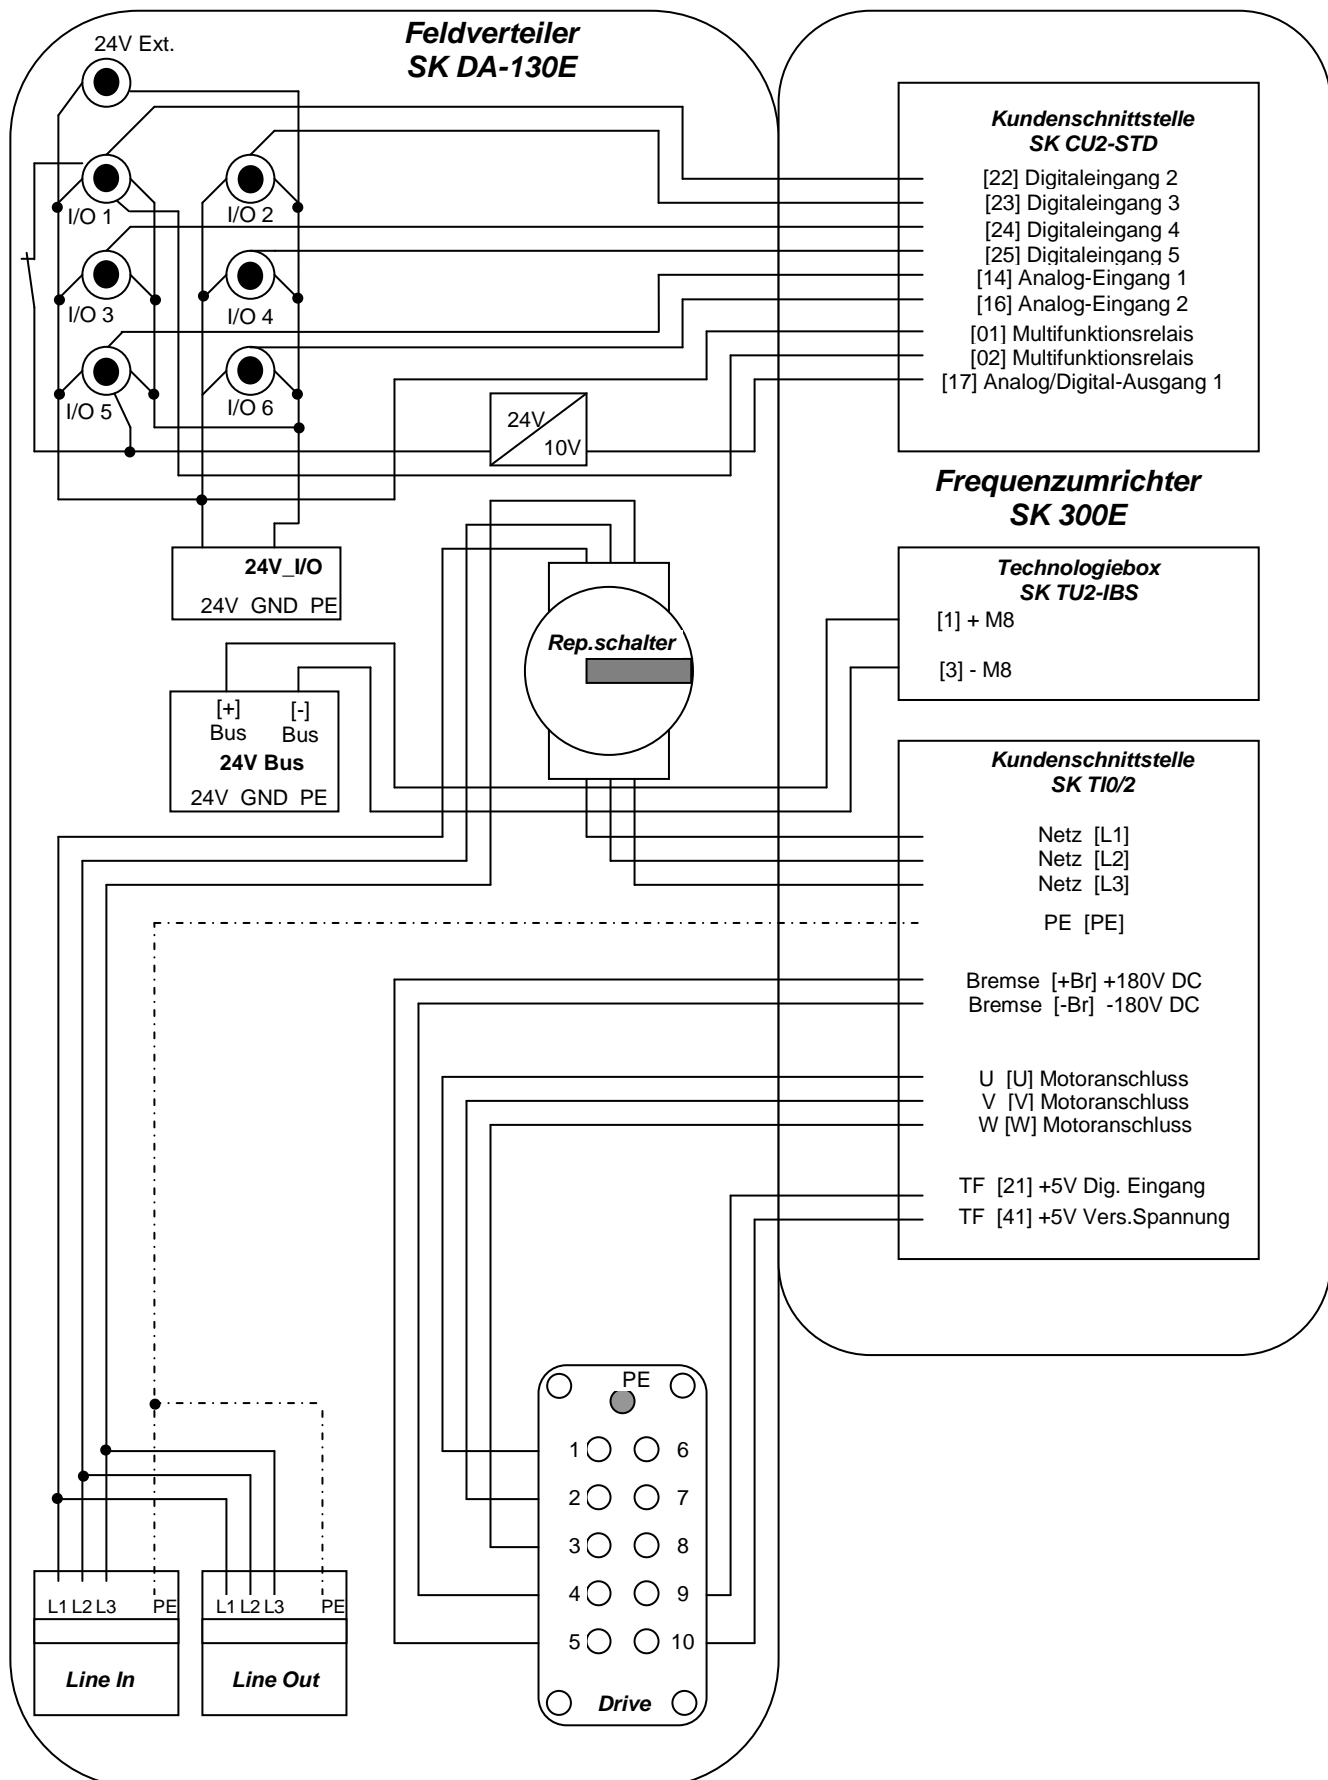 Feldverteiler
SK DA-130E
24V Ext.
I/O 1
I/O 2
I/O 3
I/O 4
I/O 5
I/O 6
24V
10V
24V_I/O
24V GND PE
[+] [-]
Bus Bus
24V Bus
24V GND PE
Rep.schalter
Kundenschnittstelle
SK CU2-STD
[22] Digitaleingang 2
[23] Digitaleingang 3
[24] Digitaleingang 4
[25] Digitaleingang 5
[14] Analog-Eingang 1
[16] Analog-Eingang 2
[01] Multifunktionsrelais
[02] Multifunktionsrelais
[17] Analog/Digital-Ausgang 1
Frequenzumrichter
SK 300E
Technologiebox
SK TU2-IBS
[1] + M8
[3] - M8
Kundenschnittstelle
SK TI0/2
Netz [L1]
Netz [L2]
Netz [L3]
PE [PE]
Bremse [+Br] +180V DC
Bremse [-Br] -180V DC
U [U] Motoranschluss
V [V] Motoranschluss
W [W] Motoranschluss
TF [21] +5V Dig. Eingang
TF [41] +5V Vers.Spannung
PE
1 6
2 7
3 8
4 9
5 10
Drive
L1 L2 L3 PE
Line In
L1 L2 L3 PE
Line Out